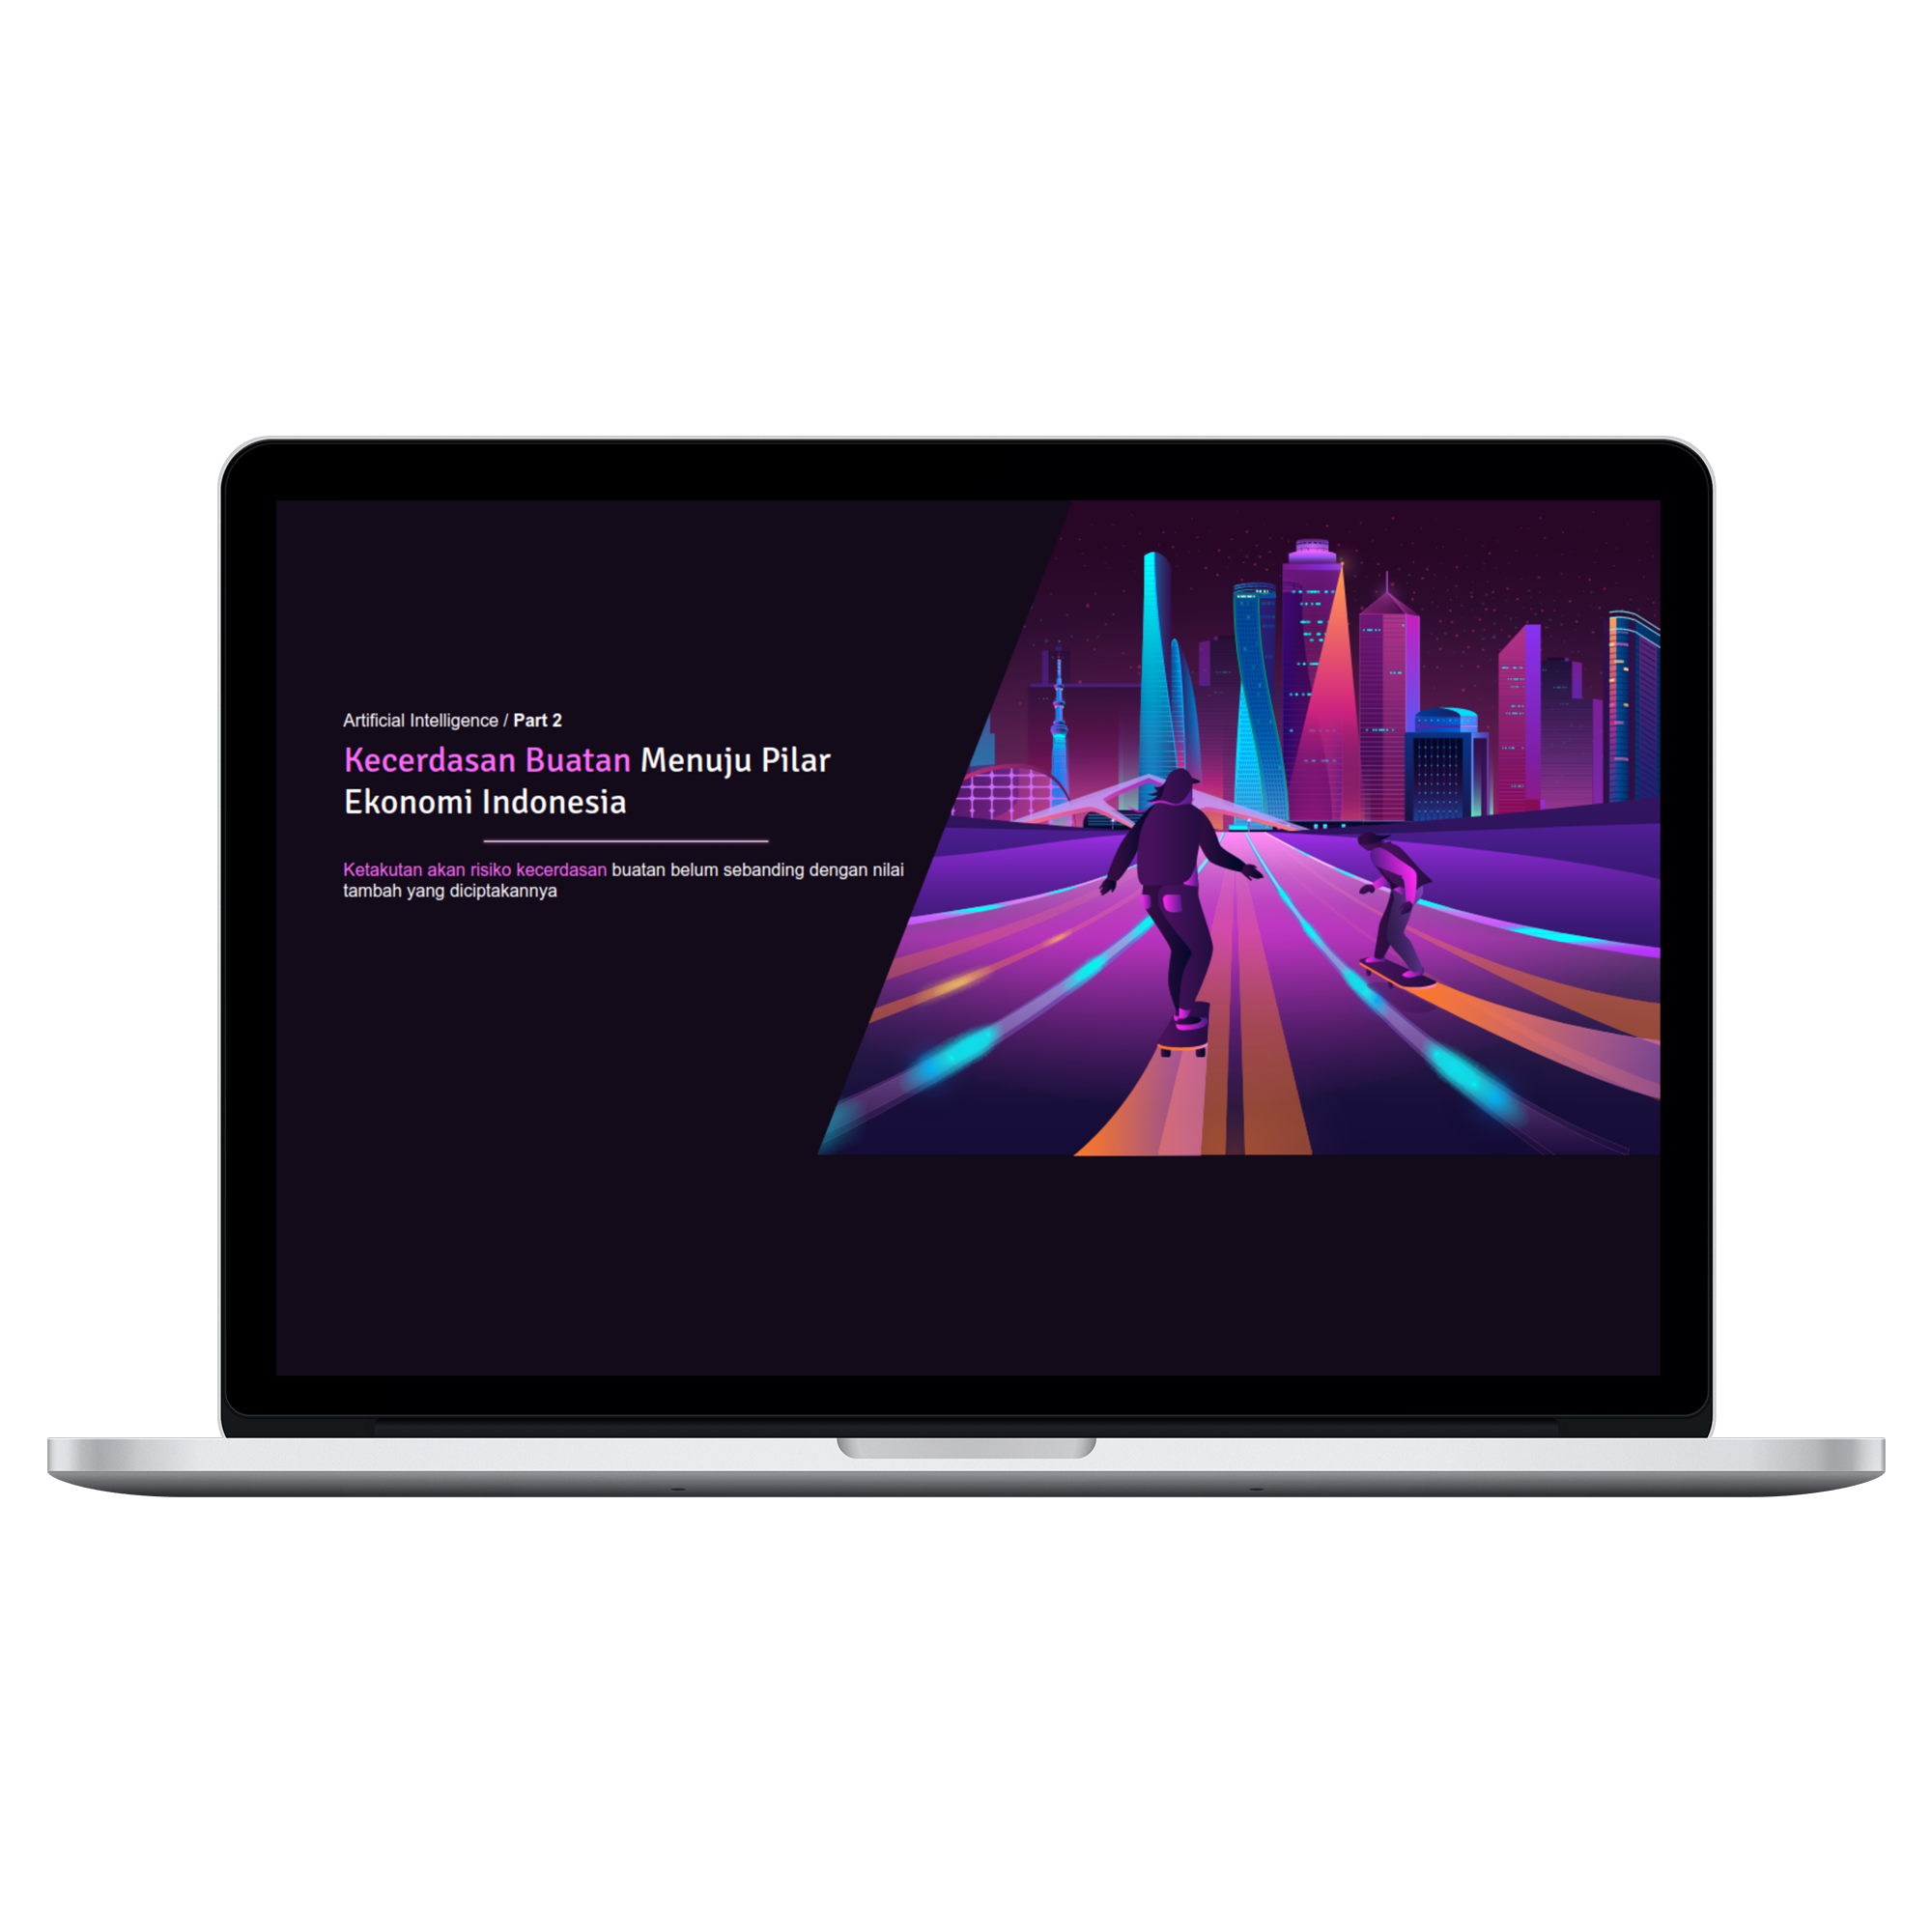 Artificial Intelligence / Part 2
Kecerdasan Buatan Menuju Pilar
Ekonomi Indonesia
Ketakutan akan risiko kecerdasan buatan belum sebanding dengan nilai
tambah yang diciptakannya